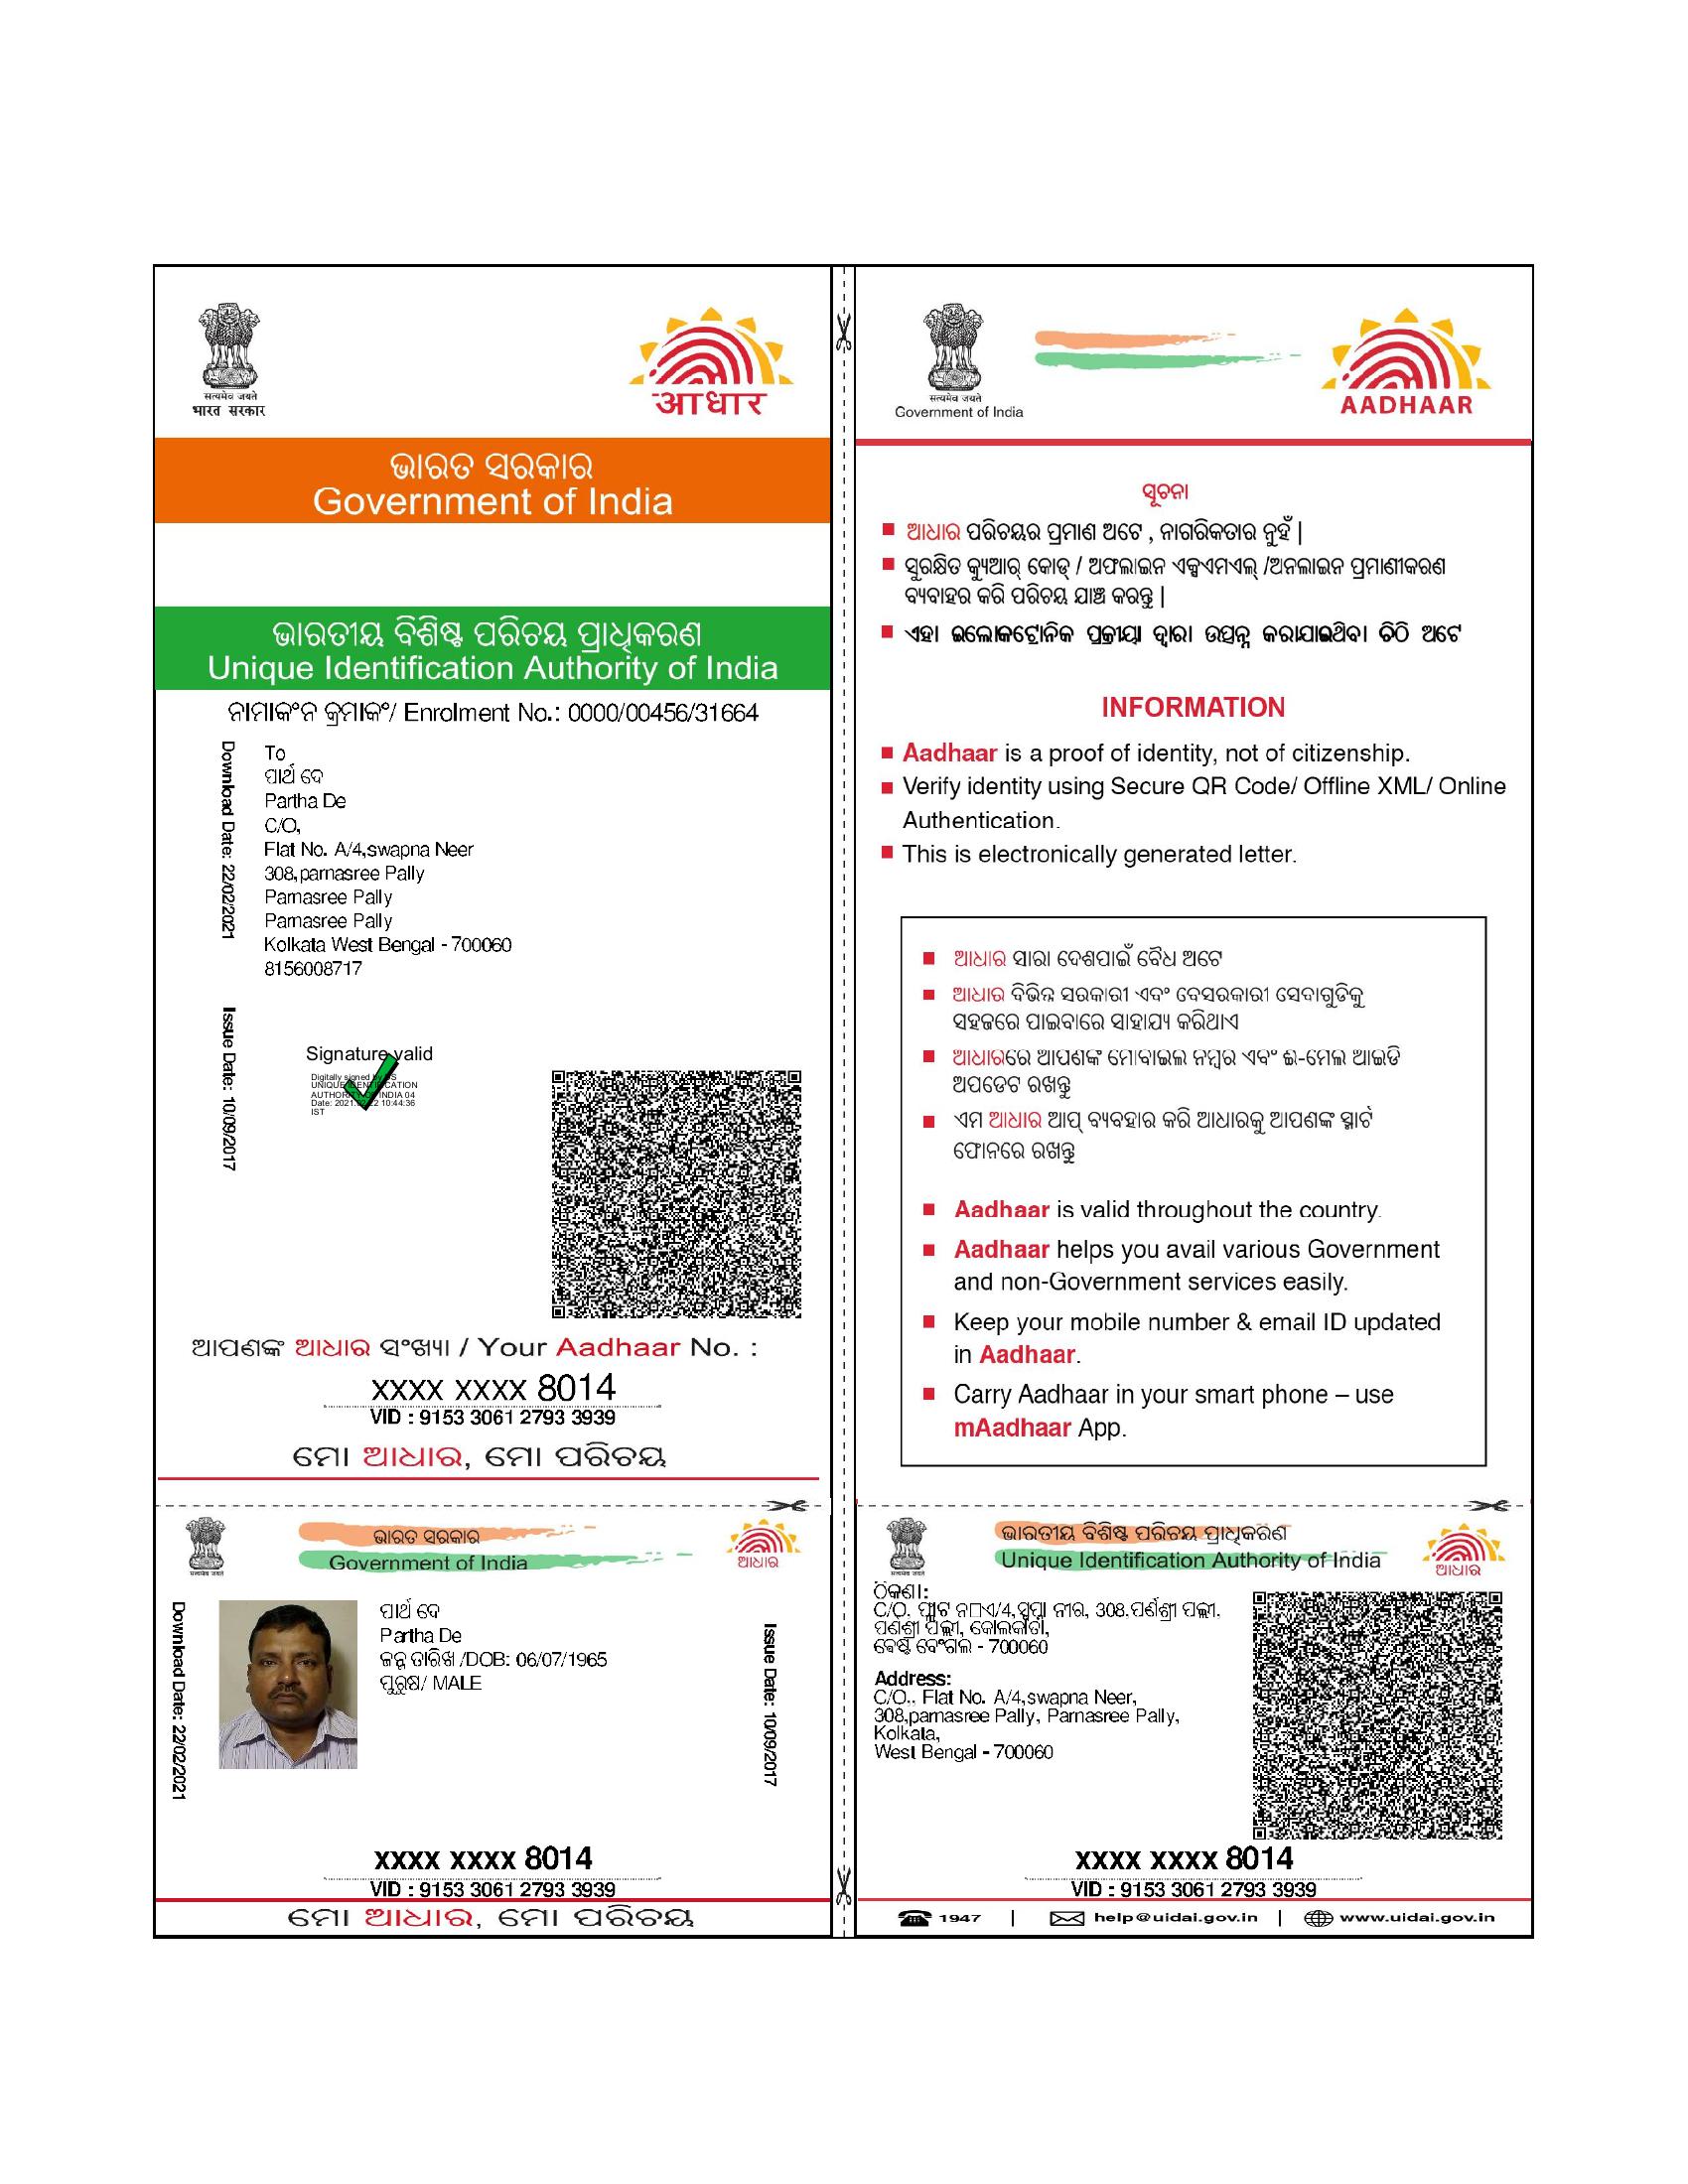 सत्यमेव जयते
भारत सरकार
आधार
ଭାରତ ସରକାର
Government of India
ଭାରତୀୟ ବିଶିଷ୍ଟ ପରିଚୟ ପ୍ରାଧିକରଣ
Unique Identification Authority of India
ନାମାକଂନ କ୍ରମାକଂ/ Enrolment No.: 0000/00456/31664
Download Date: 22/02/2021
To
ପାର୍ଥ ଦେ
Partha De
C/O,
Flat No. A/4,swapna Neer
308,parnasree Pally
Parnasree Pally
Parnasree Pally
Kolkata West Bengal - 700060
8156008717
Issue Date: 10/09/2017
Signature valid
Digitally signed by DS
UNIQUE IDENTIFICATION
AUTHORITY OF INDIA 04
Date: 2021 10:44:36
IST
ଆପଣଙ୍କ ଆଧାର ସଂଖ୍ୟା / Your Aadhaar No. :
xxxx xxxx 8014
VID : 9153 3061 2793 3939
ମୋ ଆଧାର, ମୋ ପରିଚୟ
सत्यमेव जयते
Government of India
AADHAAR
ସୂଚନା
ଆଧାର ପରିଚୟର ପ୍ରମାଣ ଅଟେ , ନାଗରିକତାର ନୁହଁ |
ସୁରକ୍ଷିତ କ୍ୟୁଆର୍ କୋଡ୍ / ଅଫଲାଇନ ଏକ୍ସଏମଏଲ୍ /ଅନଲାଇନ ପ୍ରମାଣୀକରଣ
ବ୍ୟବାହର କରି ପରିଚୟ ଯାଞ୍ଚ କରନ୍ତୁ |
ଏହା ଇଲୋକଟ୍ରୋନିକ ପ୍ରକ୍ରୀୟା ଦ୍ୱାରା ଉତ୍ପନ୍ନ କରାଯାଇଥିବା ଚିଠି ଅଟେ
INFORMATION
Aadhaar is a proof of identity, not of citizenship.
Verify identity using Secure QR Code/ Offline XML/ Online
Authentication.
This is electronically generated letter.
ଆଧାର ସାରା ଦେଶପାଇଁ ବୈଧ ଅଟେ
ଆଧାର ବିଭିନ୍ନ ସରକାରୀ ଏବଂ ବେସରକାରୀ ସେବାଗୁଡିକୁ
ସହଜରେ ପାଇବାରେ ସାହାଯ୍ୟ କରିଥାଏ
ଆଧାରରେ ଆପଣଙ୍କ ମୋବାଇଲ ନମ୍ବର ଏବଂ ଈ-ମେଲ ଆଇଡି
ଅପଡେଟ ରଖନ୍ତୁ
ଏମ ଆଧାର ଆପ୍ ବ୍ୟବହାର କରି ଆଧାରକୁ ଆପଣଙ୍କ ସ୍ମାର୍ଟ
ଫୋନରେ ରଖନ୍ତୁ
Aadhaar is valid throughout the country.
Aadhaar helps you avail various Government
and non-Government services easily.
Keep your mobile number & email ID updated
in Aadhaar.
Carry Aadhaar in your smart phone – use
mAadhaar App.
ଭାରତ ସରକାର
Government of India
ଆଧାର
Download Date: 22/02/2021
ପାର୍ଥ ଦେ
Partha De
ଜନ୍ମ ତାରିଖ /DOB: 06/07/1965
ପୁରୁଷ/ MALE
Issue Date: 10/09/2017
xxxx xxxx 8014
VID : 9153 3061 2793 3939
ମୋ ଆଧାର, ମୋ ପରିଚୟ
ଭାରତୀୟ ବିଶିଷ୍ଟ ପରିଚୟ ପ୍ରାଧିକରଣ
Unique Identification Authority of India
ଆଧାର
ଠିକଣା:
C/O, ଫ୍ଲାଟ ନ□ଏ/4,ସ୍ୱପ୍ନା ନୀର, 308,ପର୍ଣଶ୍ରୀ ପଲ୍ଲୀ,
ପର୍ଣଶ୍ରୀ ପଲ୍ଲୀ, କୋଲକାତା,
ବେଷ୍ଟ ବେଂଗଲ - 700060
Address:
C/O,, Flat No. A/4,swapna Neer,
308,parnasree Pally, Parnasree Pally,
Kolkata,
West Bengal - 700060
xxxx xxxx 8014
VID : 9153 3061 2793 3939
1947 | help@uidai.gov.in | www.uidai.gov.in